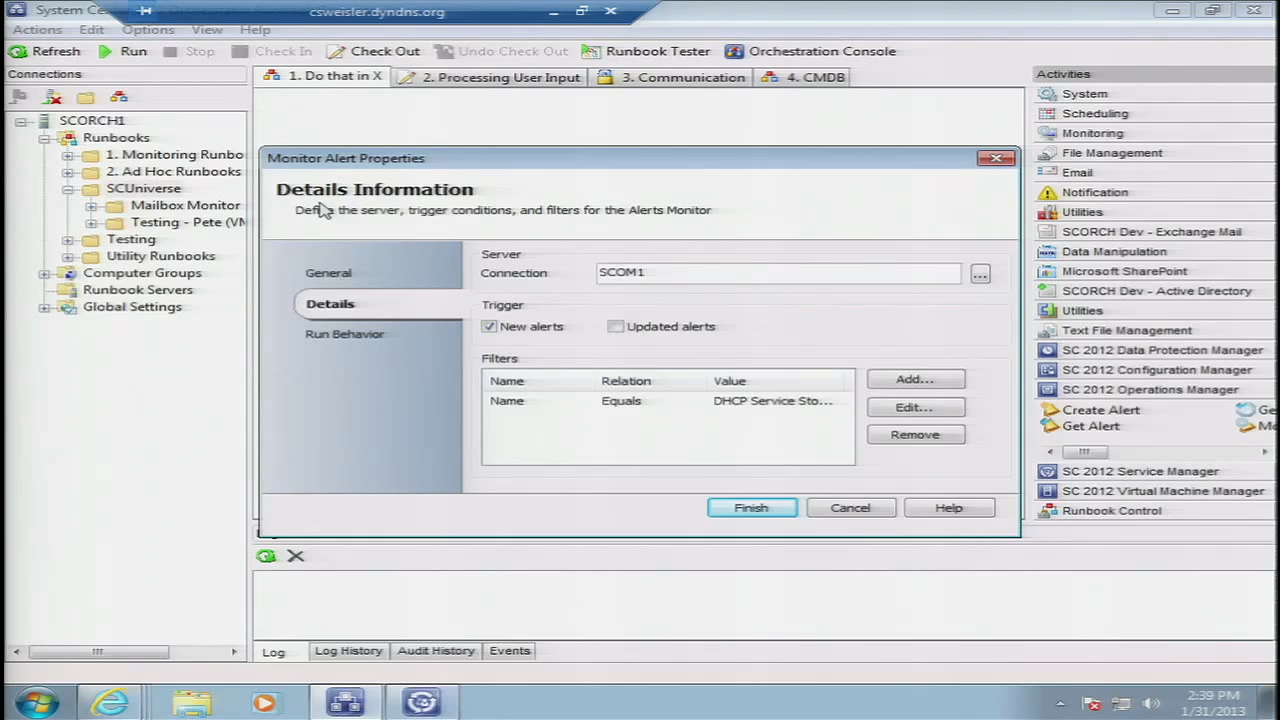 System Center
csweisler.dyndns.org
Actions Edit Options View Help
Refresh Run Stop Check In Check Out Undo Check Out Runbook Tester Orchestration Console
Connections
1. Do that in X 2. Processing User Input 3. Communication 4. CMDB
SCORCH1
Runbooks
1. Monitoring Runbo
2. Ad Hoc Runbooks
SCUniverse
Mailbox Monitor
Testing - Pete (VM
Testing
Utility Runbooks
Computer Groups
Runbook Servers
Global Settings
Monitor Alert Properties
Details Information
Define the server, trigger conditions, and filters for the Alerts Monitor
General
Details
Run Behavior
Server
Connection SCOM1 ...
Trigger
New alerts Updated alerts
Filters
Name Relation Value
Name Equals DHCP Service Sto...
Add...
Edit...
Remove
Finish Cancel Help
Activities
System
Scheduling
Monitoring
File Management
Email
Notification
Utilities
SCORCH Dev - Exchange Mail
Data Manipulation
Microsoft SharePoint
SCORCH Dev - Active Directory
Utilities
Text File Management
SC 2012 Data Protection Manager
SC 2012 Configuration Manager
SC 2012 Operations Manager
Create Alert Ge
Get Alert Mo
SC 2012 Service Manager
SC 2012 Virtual Machine Manager
Runbook Control
Log Log History Audit History Events
2:39 PM
1/31/2013